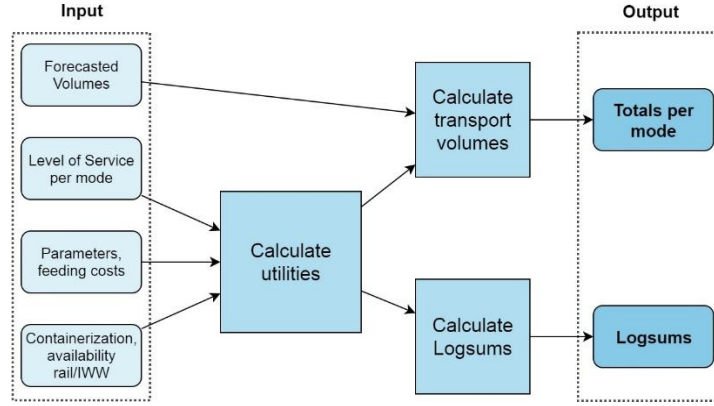 Input
Output
Forecasted
Volumes
Level of Service
per mode
Parameters,
feeding costs
Containerization,
availability
rail/IWW
Calculate
utilities
Calculate
transport
volumes
Calculate
Logsums
Totals per
mode
Logsums